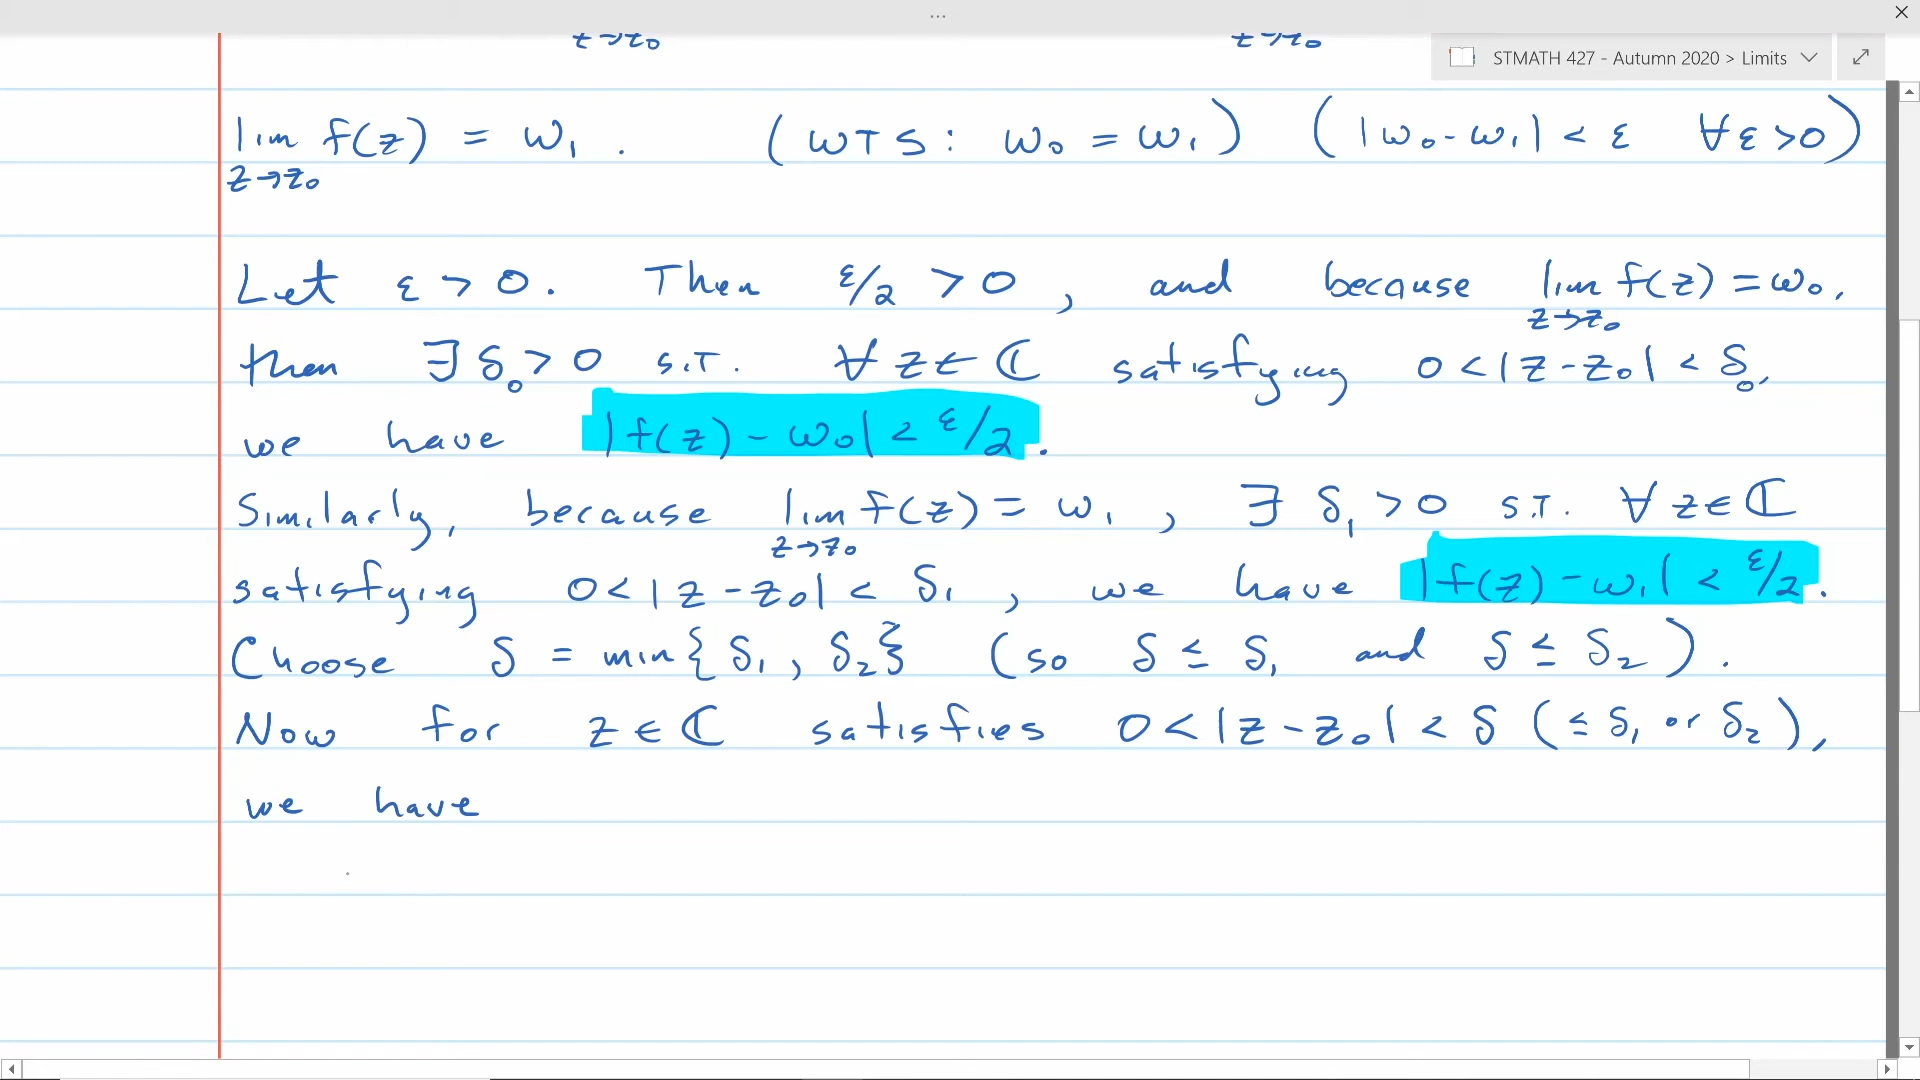 ...
z→z₀ z→z₀
STMATH 427 - Autumn 2020 > Limits
lim f(z) = w₁ . (WTS: w₀ = w₁) (|w₀-w₁| < ε ∀ε>0)
z→z₀
Let ε > 0. Then ε/2 > 0 , and because lim f(z) = w₀,
z→z₀
then ∃ δ₀ > 0 s.t. ∀ z∈ ℂ satisfying 0<|z-z₀| < δ₀,
we have |f(z) - w₀| < ε/2 .
Similarly, because lim f(z) = w₁ , ∃ δ₁ >0 s.t. ∀ z∈ℂ
z→z₀
satisfying 0<|z-z₀| < δ₁ , we have |f(z) - w₁| < ε/2 .
Choose δ = min{δ₁, δ₂} (so δ ≤ δ₁ and δ ≤ δ₂) .
Now for z∈ℂ satisfies 0<|z-z₀| < δ (≤ δ₁ or δ₂),
we have